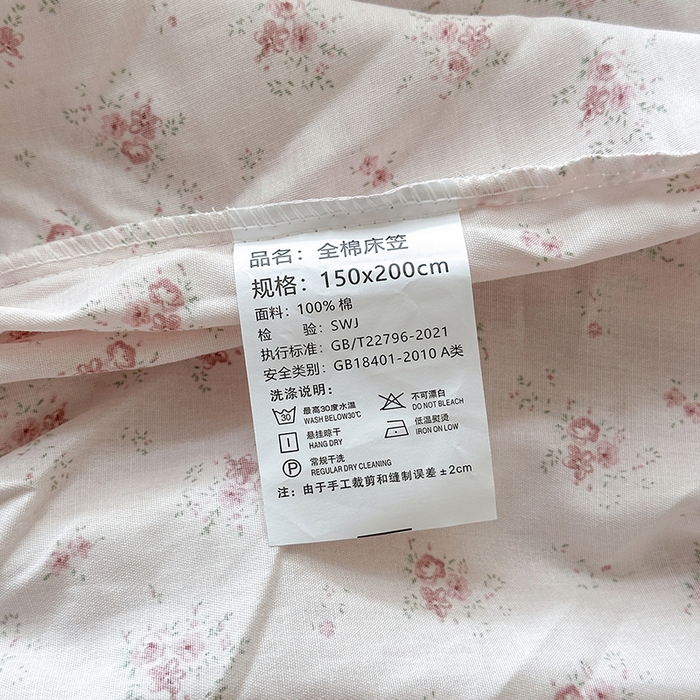 品名：全棉床笠
规格：150x200cm
面料：100% 棉
检 验：SWJ
执行标准：GB/T22796-2021
安全类别：GB18401-2010 A类
洗涤说明：
30 最高30度水温 不可漂白
WASH BELOW30℃ DO NOT BLEACH
悬挂晾干 低温熨烫
HANG DRY IRON ON LOW
P 常规干洗
REGULAR DRY CLEANING
注：由于手工裁剪和缝制误差 ±2cm